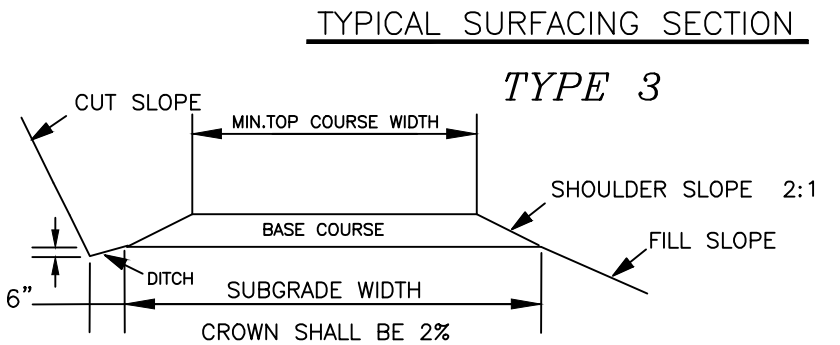 TYPICAL SURFACING SECTION
TYPE 3
CUT SLOPE
MIN.TOP COURSE WIDTH
SHOULDER SLOPE 2:1
BASE COURSE
FILL SLOPE
DITCH
6"
SUBGRADE WIDTH
CROWN SHALL BE 2%